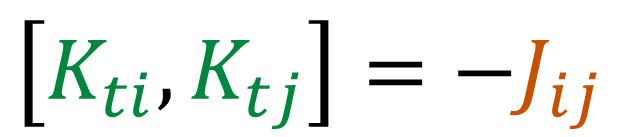 [K_{ti}, K_{tj}] = −J_{ij}